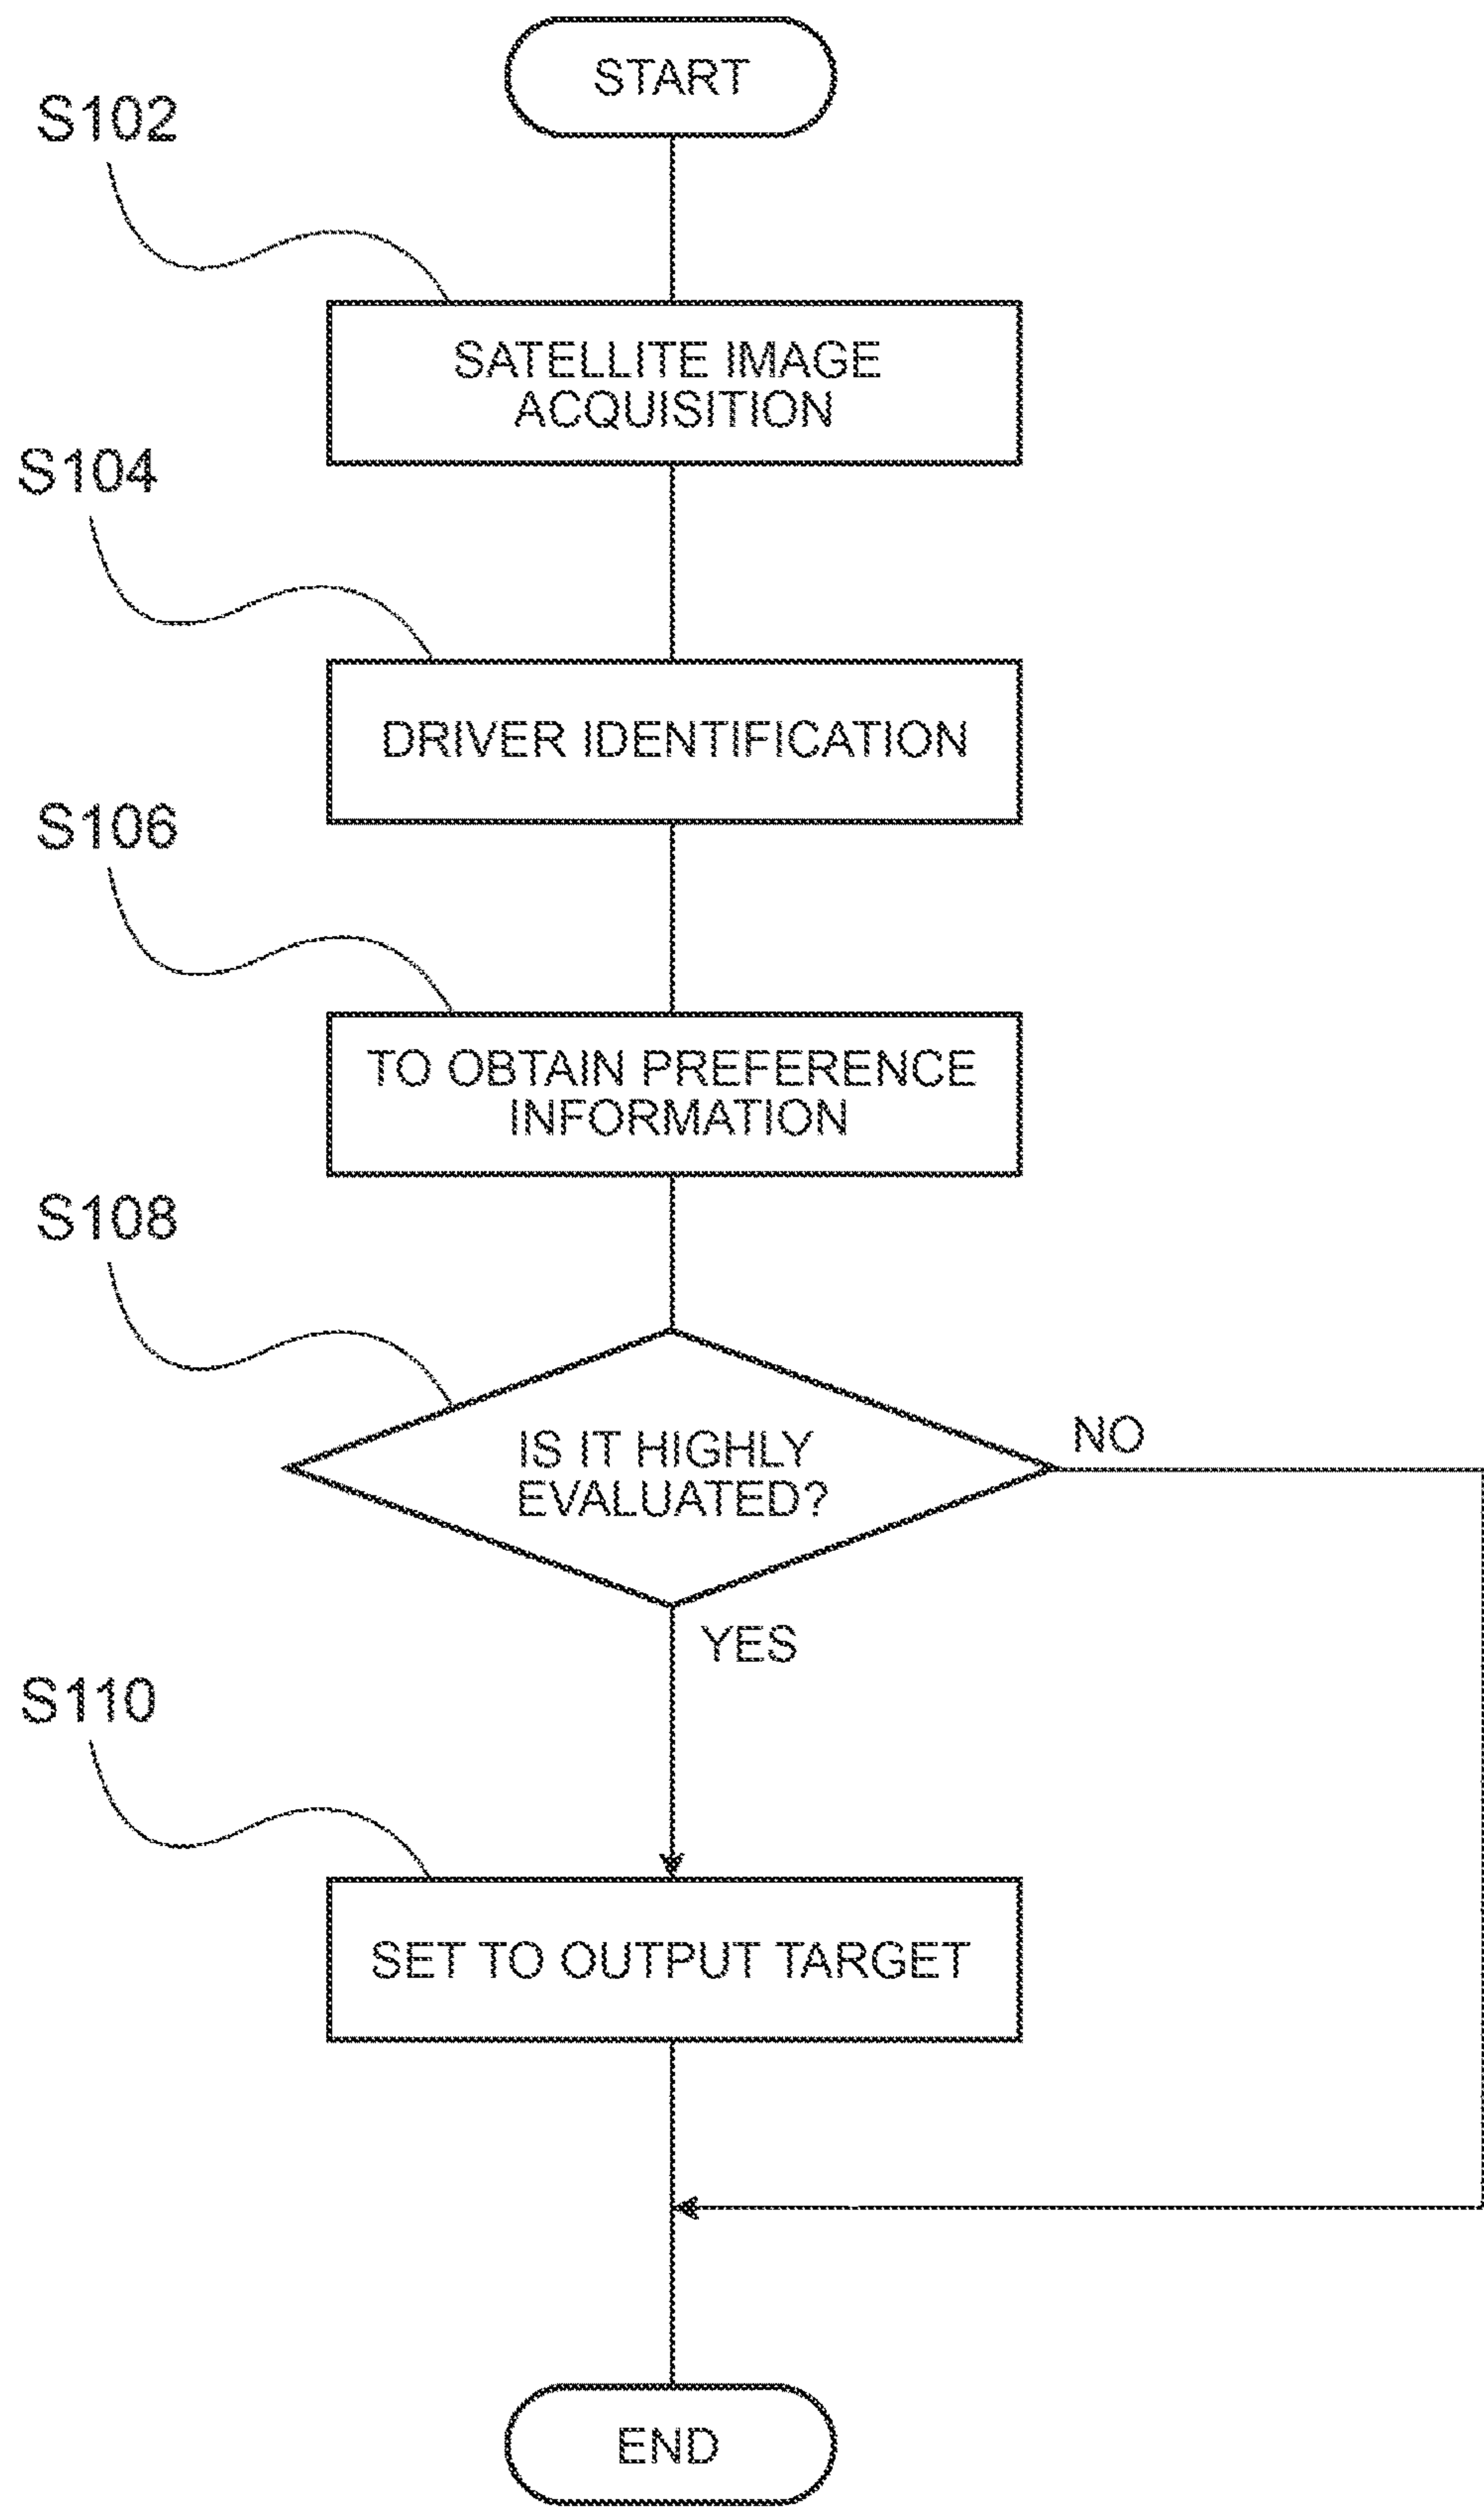 START
S102
SATELLITE IMAGE
ACQUISITION
S104
DRIVER IDENTIFICATION
S106
TO OBTAIN PREFERENCE
INFORMATION
S108
IS IT HIGHLY
EVALUATED?
NO
YES
S110
SET TO OUTPUT TARGET
END